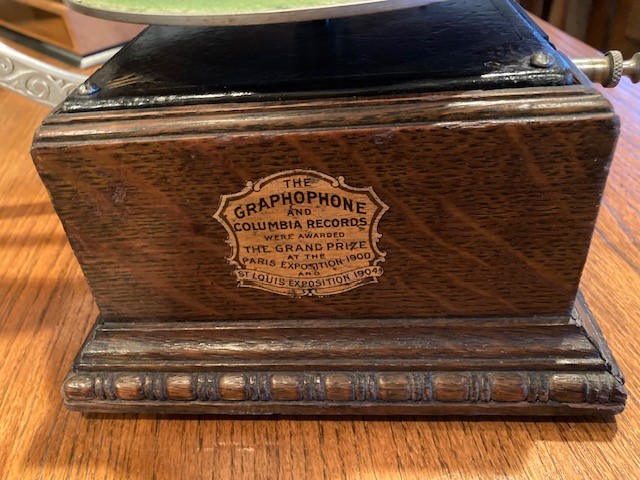 THE
GRAPHOPHONE
AND
COLUMBIA RECORDS
WERE AWARDED
THE GRAND PRIZE
AT THE
PARIS EXPOSITION-1900
AND
ST LOUIS EXPOSITION 1904